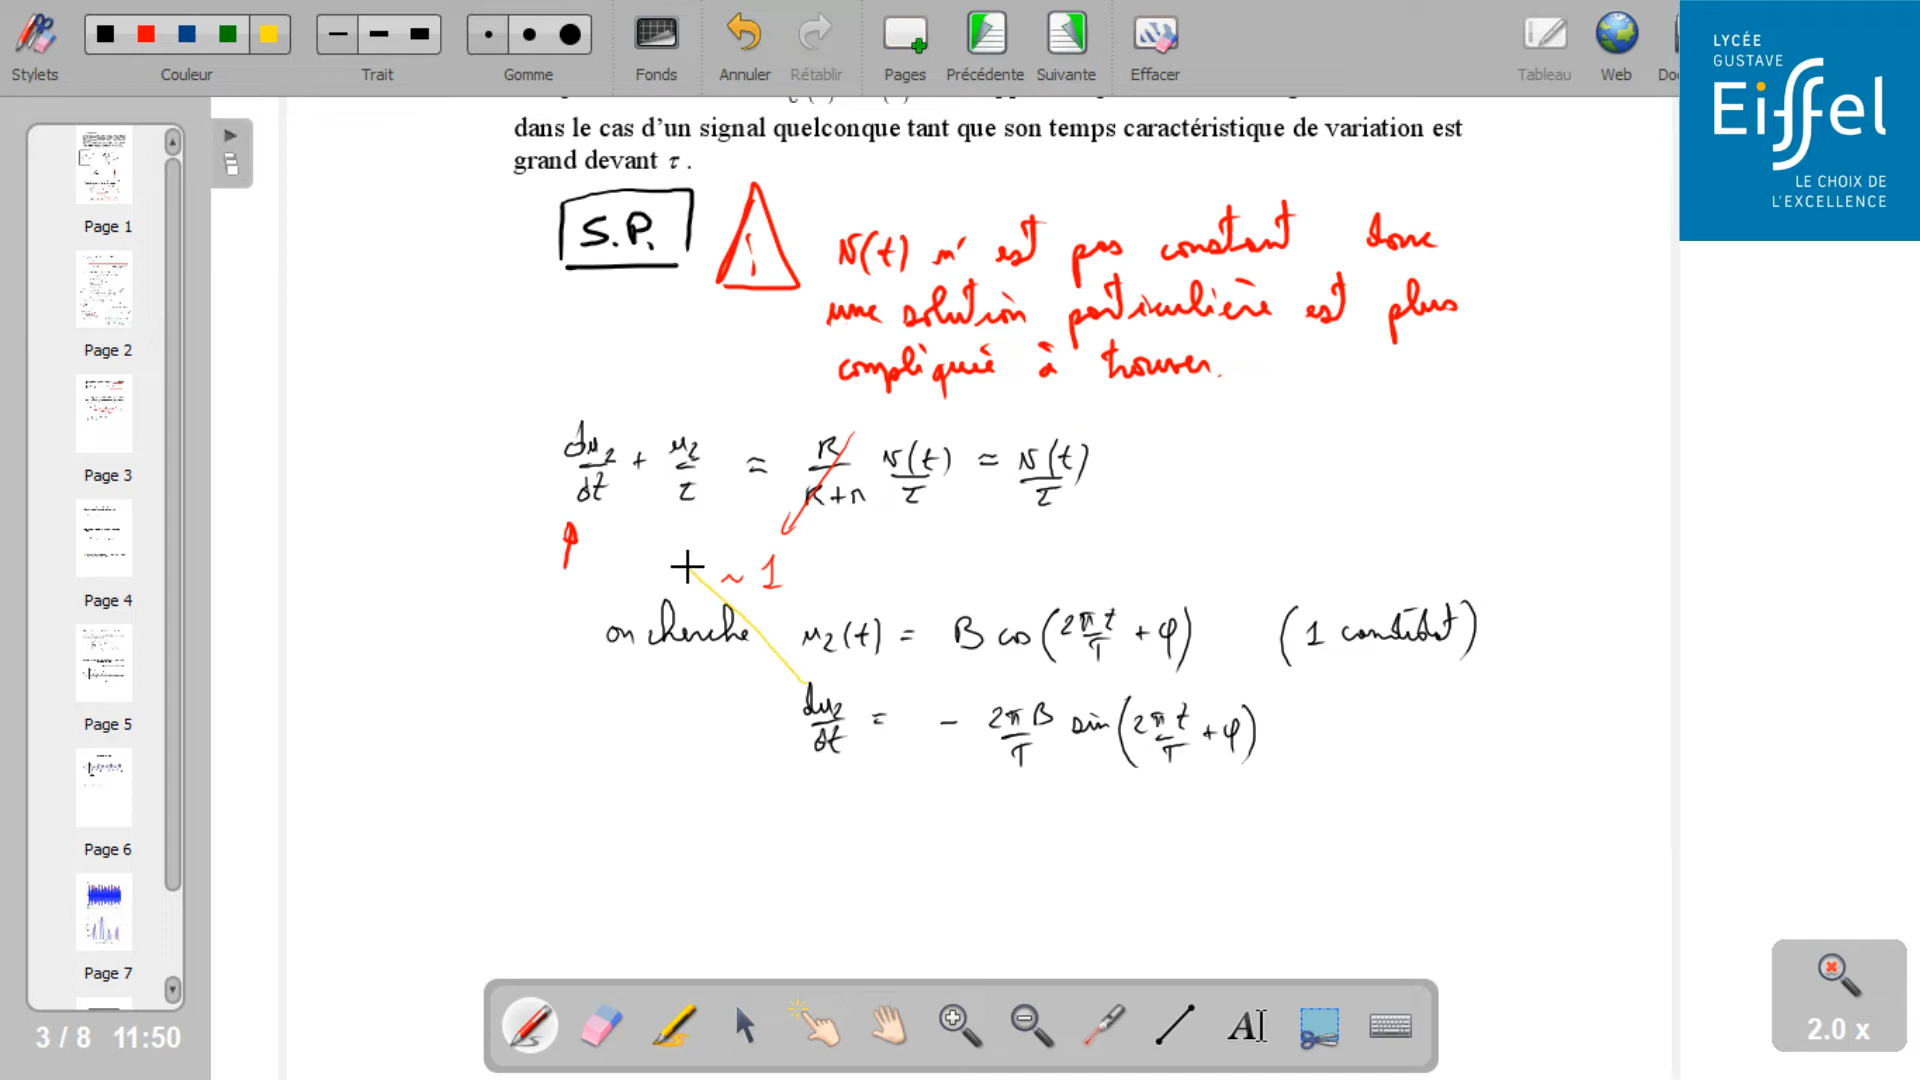 Stylets
Couleur
Trait
Gomme
Fonds
Annuler
Rétablir
Pages
Précédente
Suivante
Effacer
Tableau
Web
LYCÉE
GUSTAVE
Eiffel
LE CHOIX DE
L'EXCELLENCE
dans le cas d'un signal quelconque tant que son temps caractéristique de variation est
grand devant τ .
S.P.
N(t) n'est pas constant donc
une solution particulière est plus
compliquée à trouver.
du₂/dt + u₂/τ ≈ R/(R+r) N(t)/τ ≈ N(t)/τ
~ 1
on cherche u₂(t) = B cos(2πt/T + φ) (1 candidat)
du₂/dt = - 2πB/T sin(2πt/T + φ)
Page 1
Page 2
Page 3
Page 4
Page 5
Page 6
Page 7
3 / 8 11:50
AI
2.0 x